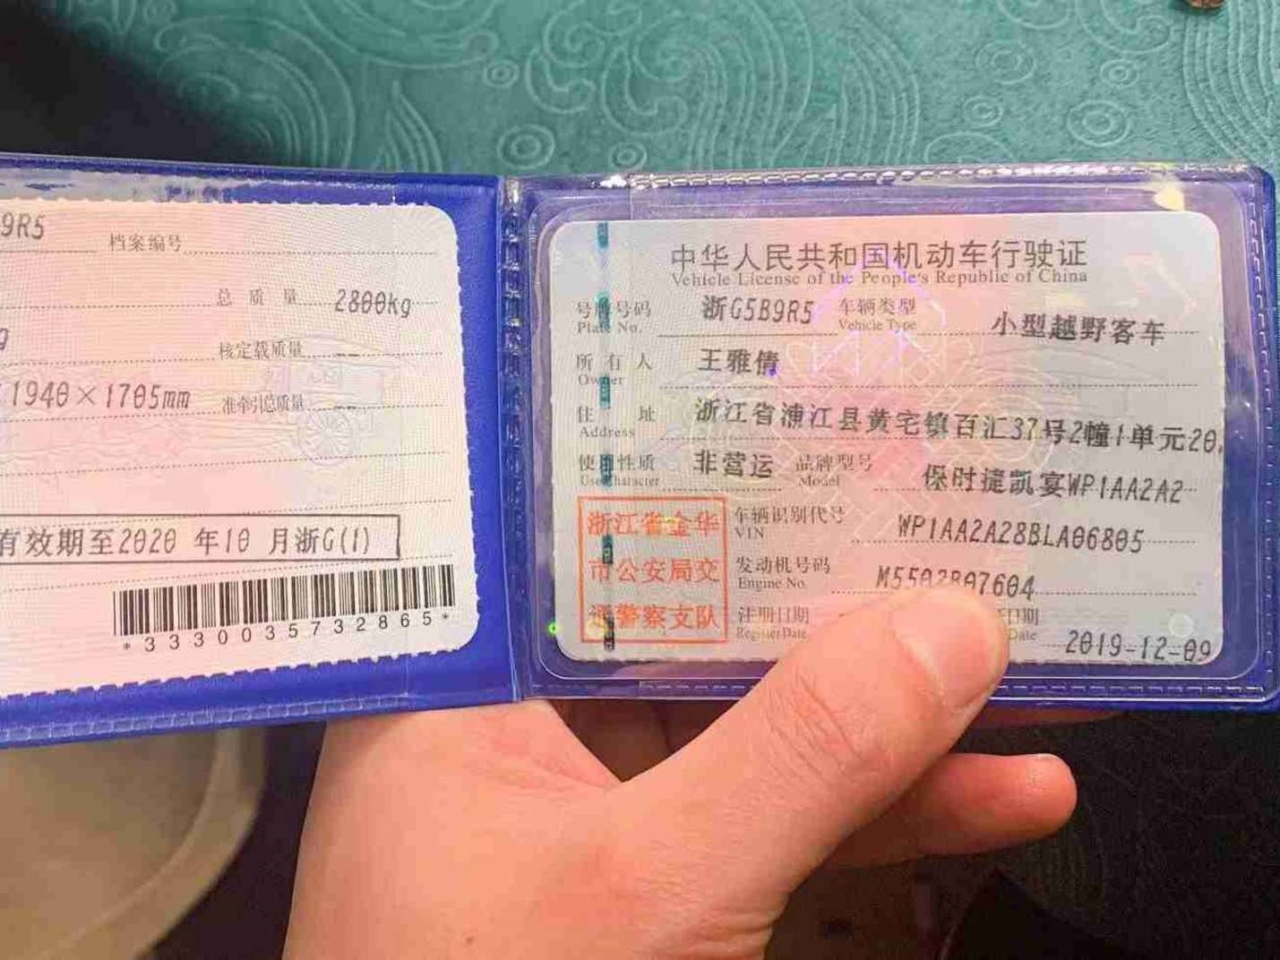 9R5 档案编号
总质量 2800kg
g 核定载质量 --
1940×1705mm 准牵引总质量 --
有效期至2020年10月浙G(1)
*3330035732865*
中华人民共和国机动车行驶证
Vehicle License of the People's Republic of China
号牌号码 浙G5B9R5 车辆类型 小型越野客车
Plate No. Vehicle Type
所有人 王雅倩
Owner
住址 浙江省浦江县黄宅镇百汇37号2幢1单元20
Address
使用性质 非营运 品牌型号 保时捷凯宴WP1AA2A2
Use Character Model
浙江省金华
市公安局交
通警察支队
车辆识别代号 WP1AA2A28BLA06805
VIN
发动机号码 M5502B07604
Engine No.
注册日期 日期 2019-12-09
Register Date Date